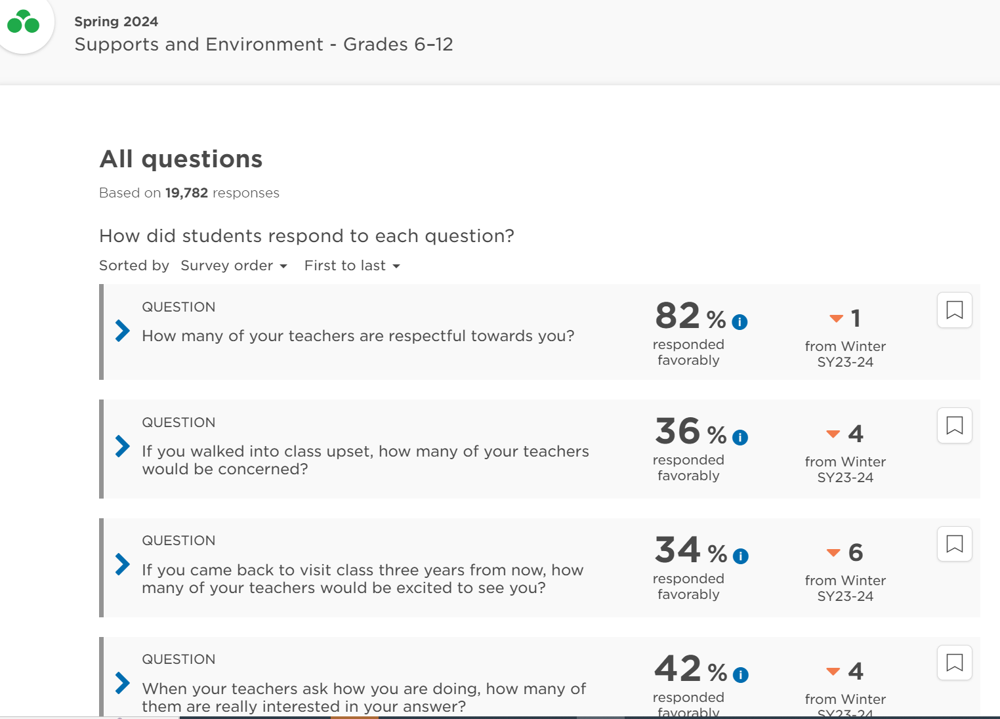 Spring 2024
Supports and Environment - Grades 6–12
All questions
Based on 19,782 responses
How did students respond to each question?
Sorted by Survey order First to last
QUESTION
How many of your teachers are respectful towards you?
82 %
responded
favorably
1
from Winter
SY23-24
QUESTION
If you walked into class upset, how many of your teachers
would be concerned?
36 %
responded
favorably
4
from Winter
SY23-24
QUESTION
If you came back to visit class three years from now, how
many of your teachers would be excited to see you?
34 %
responded
favorably
6
from Winter
SY23-24
QUESTION
When your teachers ask how you are doing, how many of
them are really interested in your answer?
42 %
responded
favorably
4
from Winter
SY23-24